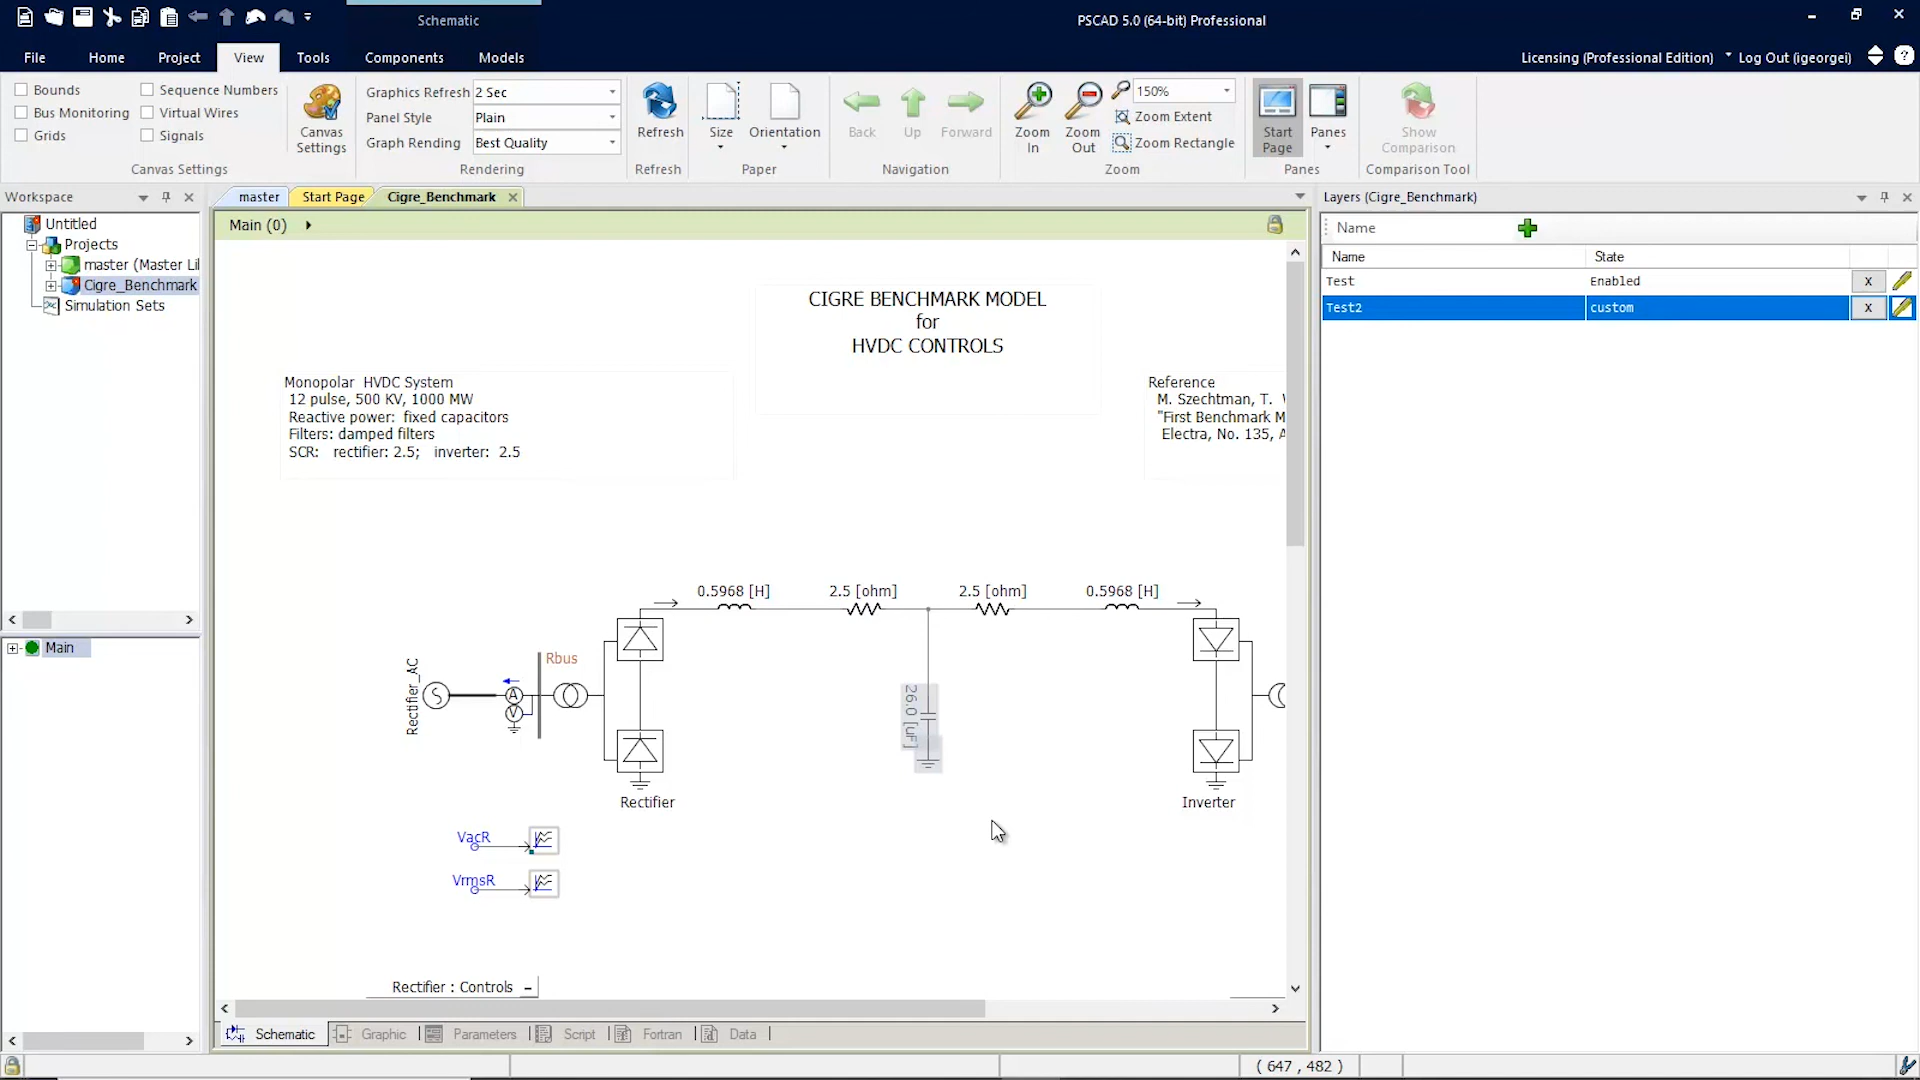 Schematic
PSCAD 5.0 (64-bit) Professional
File Home Project View Tools Components Models
Licensing (Professional Edition) Log Out (igeorgei)
Bounds
Bus Monitoring
Grids
Sequence Numbers
Virtual Wires
Signals
Canvas Settings
Canvas Settings
Graphics Refresh 2 Sec
Panel Style Plain
Graph Rendering Best Quality
Rendering
Refresh
Refresh
Size
Orientation
Paper
Back
Up
Forward
Navigation
Zoom In
Zoom Out
150%
Zoom Extent
Zoom Rectangle
Zoom
Start Page
Panes
Panes
Show Comparison
Comparison Tool
Workspace
Untitled
Projects
master (Master Li
Cigre_Benchmark
Simulation Sets
Main
master
Start Page
Cigre_Benchmark
Main (0)
CIGRE BENCHMARK MODEL
for
HVDC CONTROLS
Monopolar HVDC System
12 pulse, 500 KV, 1000 MW
Reactive power: fixed capacitors
Filters: damped filters
SCR: rectifier: 2.5; inverter: 2.5
Reference
M. Szechtman, T.
"First Benchmark M
Electra, No. 135, A
0.5968 [H]
2.5 [ohm]
2.5 [ohm]
0.5968 [H]
Rectifier_AC
S
A
V
Rbus
26.0 [uF]
Rectifier
Inverter
VacR
VrmsR
Rectifier : Controls
Schematic Graphic Parameters Script Fortran Data
Layers (Cigre_Benchmark)
Name
Name State
Test Enabled x
Test2 custom x
( 647 , 482 )